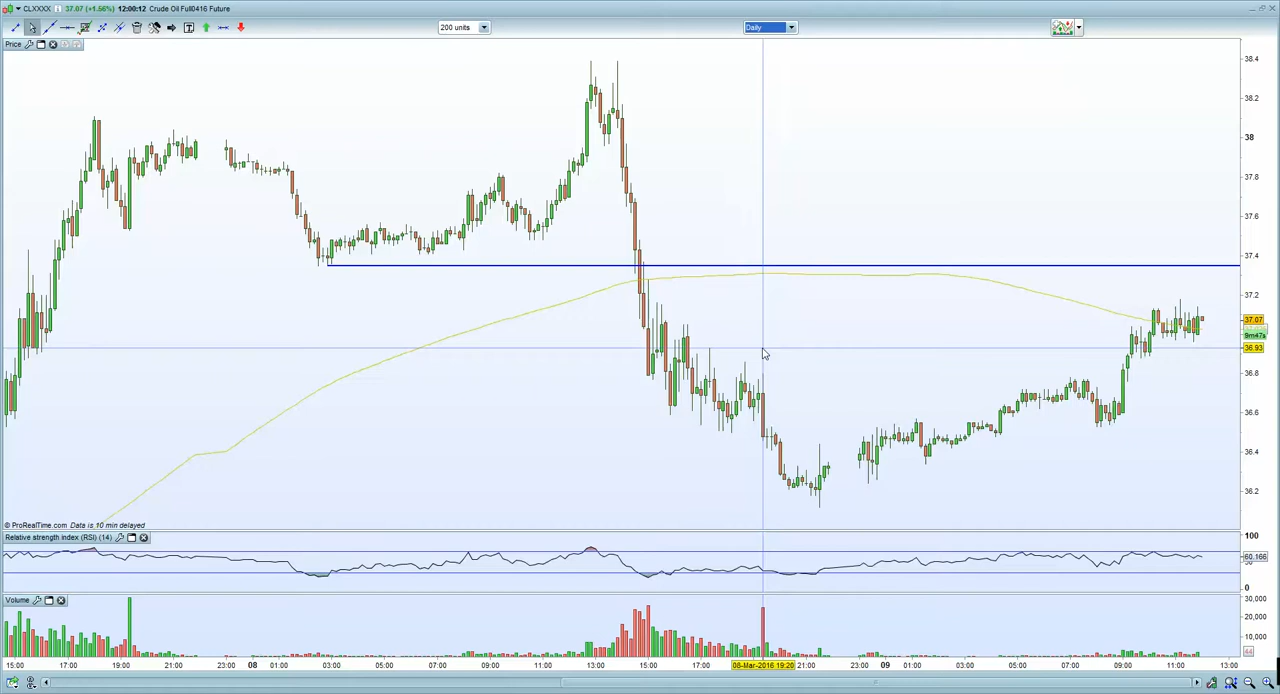 CLXXXX 37.07 (+1.56%) 12:00:12 Crude Oil Full0416 Future
200 units
Daily
Price
38.4
38.2
38
37.8
37.6
37.4
37.2
37.07
9m47s
36.93
36.8
36.6
36.4
36.2
© ProRealTime.com Data is 10 min delayed
Relative strength index (RSI) (14)
100
60.166
0
Volume
30,000
20,000
10,000
44
15:00 17:00 19:00 21:00 23:00 08 01:00 03:00 05:00 07:00 09:00 11:00 13:00 15:00 17:00 08-Mar-2016 19:20 21:00 23:00 09 01:00 03:00 05:00 07:00 09:00 11:00 13:00